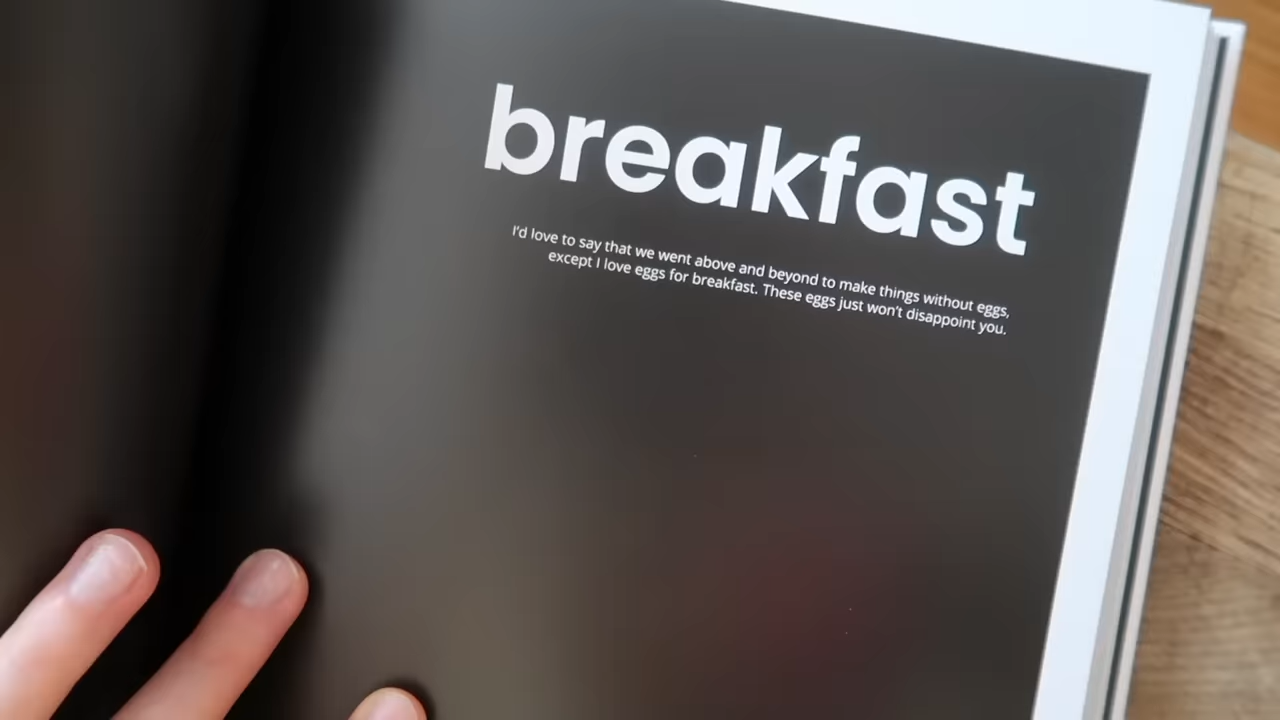 breakfast
I'd love to say that we went above and beyond to make things without eggs,
except I love eggs for breakfast. These eggs just won't disappoint you.